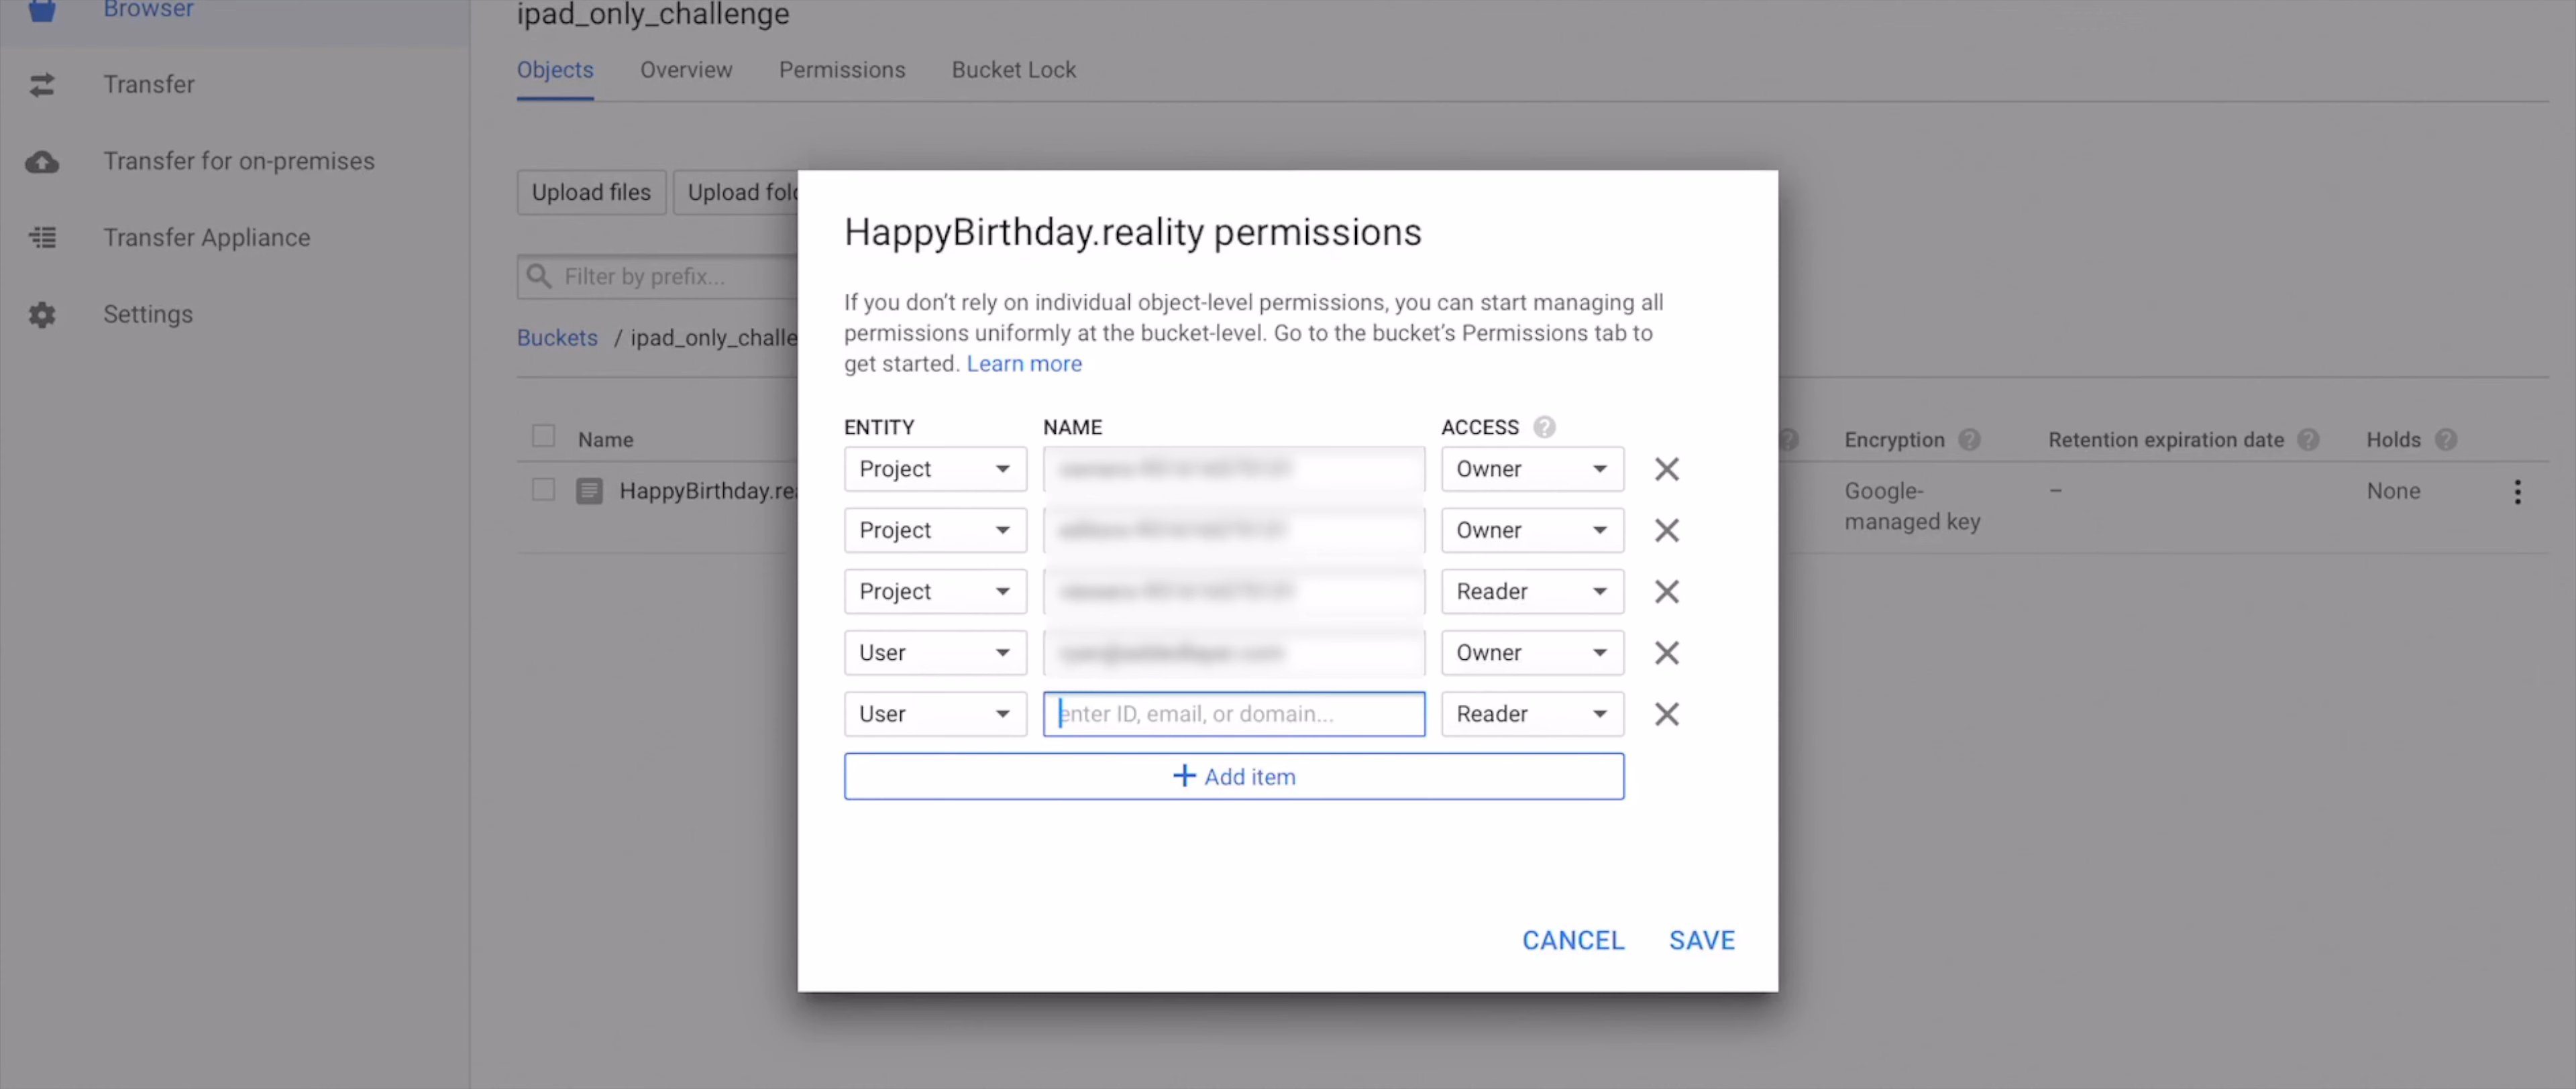 Browser
Transfer
Transfer for on-premises
Transfer Appliance
Settings
ipad_only_challenge
Objects Overview Permissions Bucket Lock
Upload files Upload fold
Filter by prefix...
Buckets / ipad_only_challe
Name
HappyBirthday.rea
Encryption Retention expiration date Holds
Google-
managed key
– None
HappyBirthday.reality permissions
If you don’t rely on individual object-level permissions, you can start managing all
permissions uniformly at the bucket-level. Go to the bucket’s Permissions tab to
get started. Learn more
ENTITY NAME ACCESS
Project Owner
Project Owner
Project Reader
User Owner
User enter ID, email, or domain... Reader
+ Add item
CANCEL SAVE